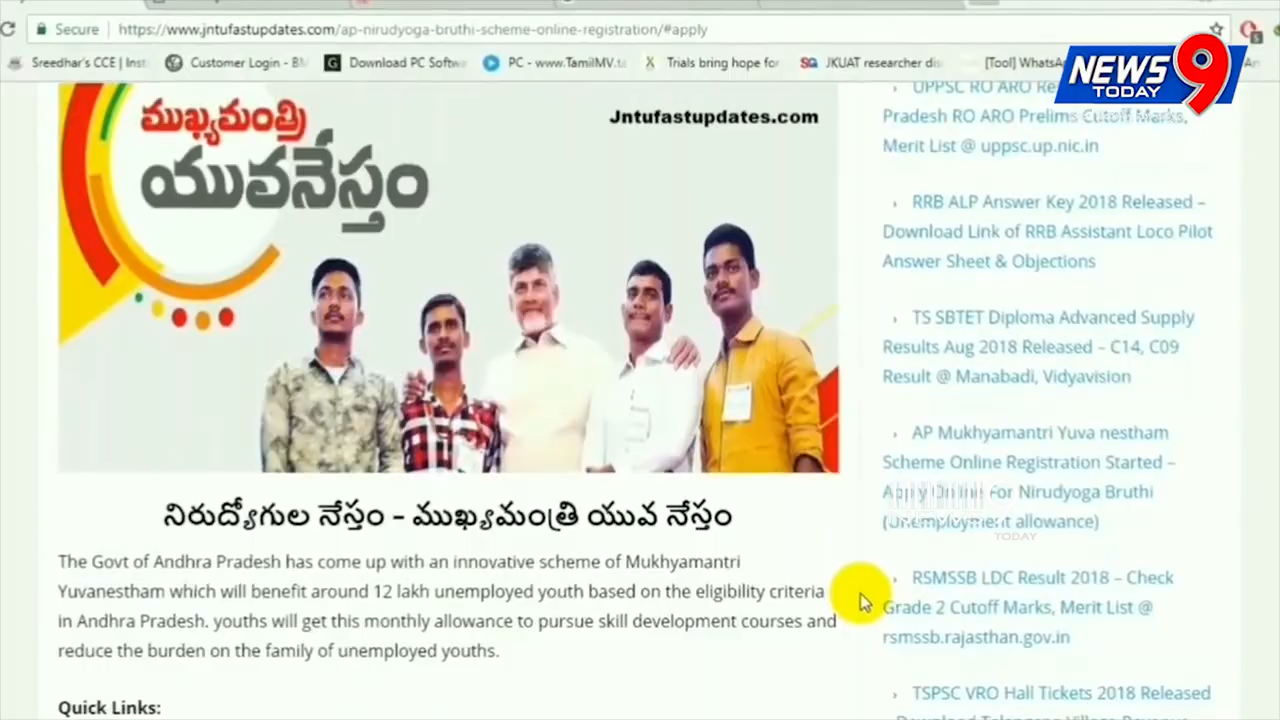 Secure
https://www.jntufastupdates.com/ap-nirudyoga-bruthi-scheme-online-registration/#apply
Sreedhar's CCE | Inst
Customer Login - BM
Download PC Softwa
PC - www.TamilMV.
Trials bring hope for
SG JKUAT researcher dis
[Tool] WhatsA
NEWS 9
TODAY
ముఖ్యమంత్రి
యువనేస్తం
Jntufastupdates.com
నిరుద్యోగుల నేస్తం – ముఖ్యమంత్రి యువ నేస్తం
The Govt of Andhra Pradesh has come up with an innovative scheme of Mukhyamantri
Yuvanestham which will benefit around 12 lakh unemployed youth based on the eligibility criteria
in Andhra Pradesh. youths will get this monthly allowance to pursue skill development courses and
reduce the burden on the family of unemployed youths.
Quick Links:
UPPSC RO ARO
Pradesh RO ARO Prelims Cutoff Marks,
Merit List @ uppsc.up.nic.in
RRB ALP Answer Key 2018 Released –
Download Link of RRB Assistant Loco Pilot
Answer Sheet & Objections
TS SBTET Diploma Advanced Supply
Results Aug 2018 Released – C14, C09
Result @ Manabadi, Vidyavision
AP Mukhyamantri Yuva nestham
Scheme Online Registration Started –
For Nirudyoga Bruthi
(Unemployment allowance)
TODAY
RSMSSB LDC Result 2018 – Check
Grade 2 Cutoff Marks, Merit List @
rsmssb.rajasthan.gov.in
TSPSC VRO Hall Tickets 2018 Released